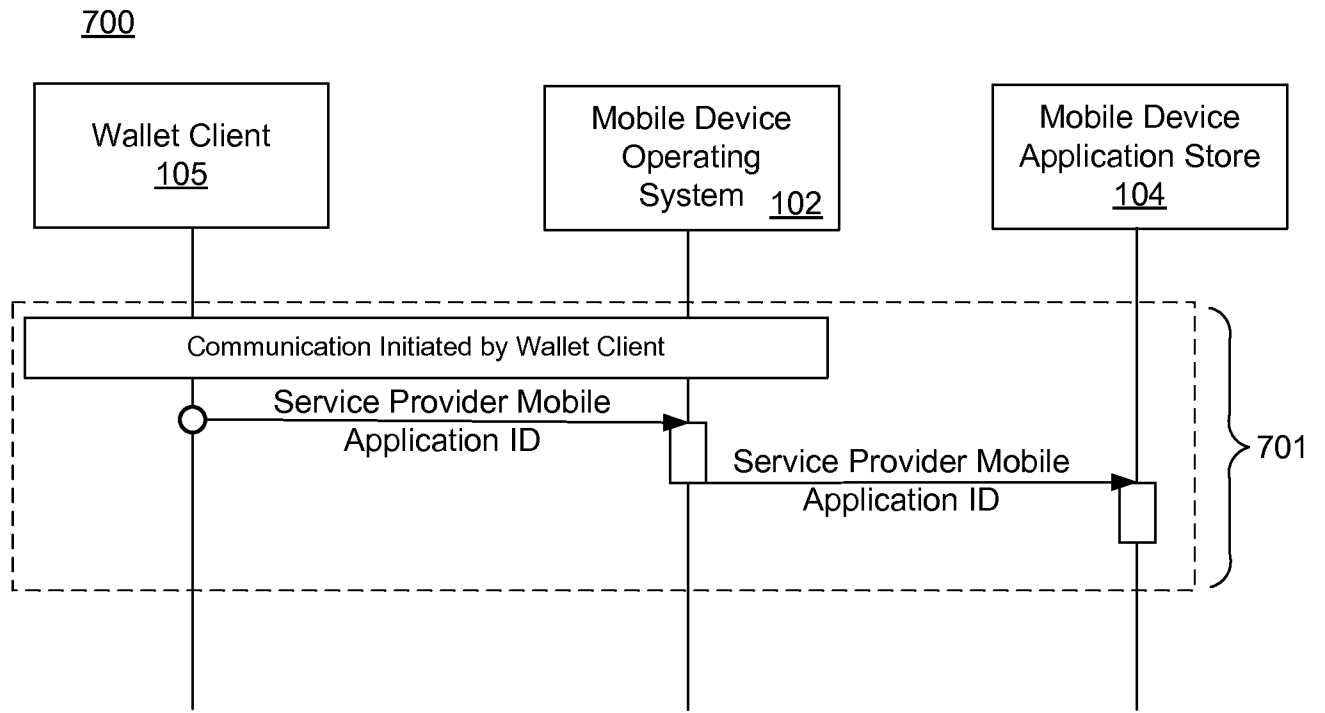 700
Wallet Client
105
Mobile Device
Operating
System 102
Mobile Device
Application Store
104
Communication Initiated by Wallet Client
Service Provider Mobile
Application ID
Service Provider Mobile
Application ID
701